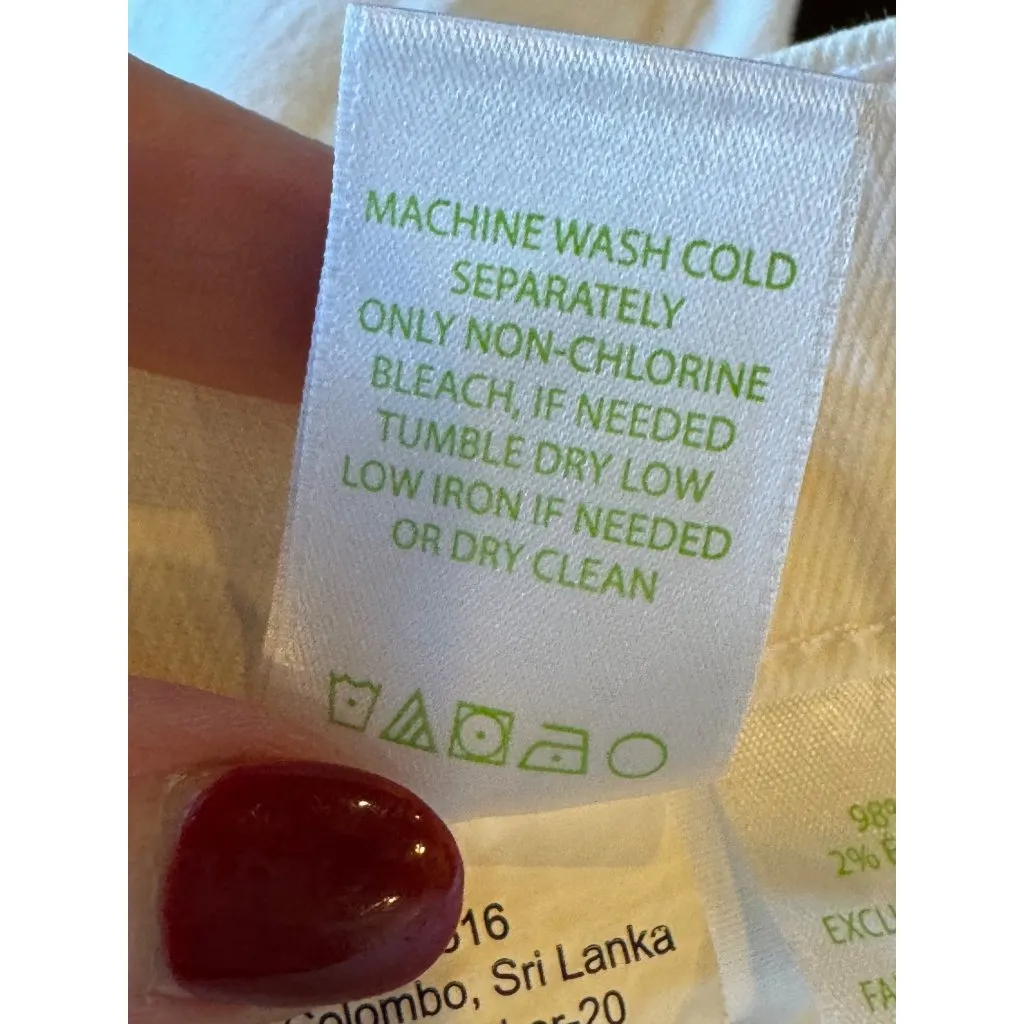 MACHINE WASH COLD
SEPARATELY
ONLY NON-CHLORINE
BLEACH, IF NEEDED
TUMBLE DRY LOW
LOW IRON IF NEEDED
OR DRY CLEAN
2%
Sri Lanka